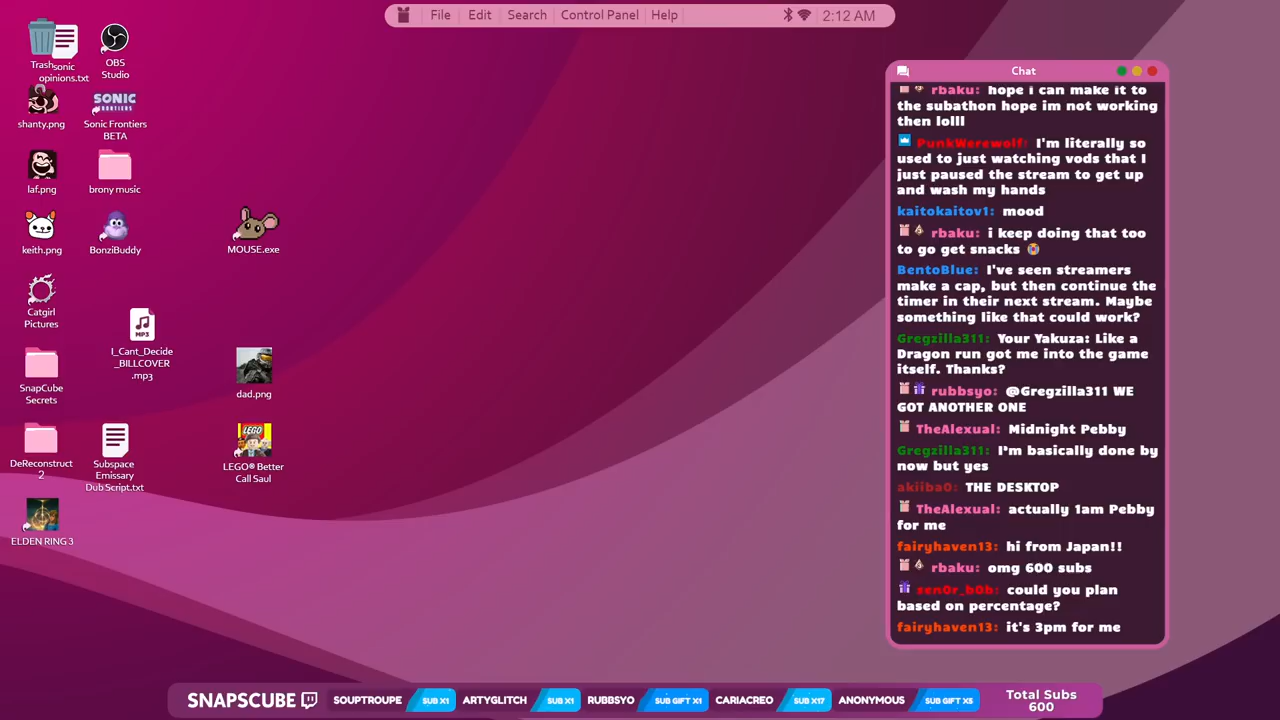 File Edit Search Control Panel Help 2:12 AM
Trash
sonic
opinions.txt
OBS
Studio
shanty.png
SONIC
FRONTIERS
Sonic Frontiers
BETA
laf.png
brony music
keith.png
BonziBuddy
MOUSE.exe
Catgirl
Pictures
MP3
I_Cant_Decide
_BILLCOVER
.mp3
SnapCube
Secrets
dad.png
DeReconstruct
2
Subspace
Emissary
Dub Script.txt
LEGO
LEGO® Better
Call Saul
ELDEN RING 3
Chat
rbaku: hope i can make it to
the subathon hope im not working
then lolll
PunkWerewolf: I'm literally so
used to just watching vods that I
just paused the stream to get up
and wash my hands
kaitokaitov1: mood
rbaku: i keep doing that too
to go get snacks 😭
BentoBlue: I've seen streamers
make a cap, but then continue the
timer in their next stream. Maybe
something like that could work?
Gregzilla311: Your Yakuza: Like a
Dragon run got me into the game
itself. Thanks?
rubbsyo: @Gregzilla311 WE
GOT ANOTHER ONE
TheAlexual: Midnight Pebby
Gregzilla311: I'm basically done by
now but yes
akiiba0: THE DESKTOP
TheAlexual: actually 1am Pebby
for me
fairyhaven13: hi from Japan!!
rbaku: omg 600 subs
sen0r_b0b: could you plan
based on percentage?
fairyhaven13: it's 3pm for me
SNAPSCUBE SOUPTROUPE SUB X1 ARTYGLITCH SUB X1 RUBBSYO SUB GIFT X1 CARIACREO SUB X17 ANONYMOUS SUB GIFT X5
Total Subs
600